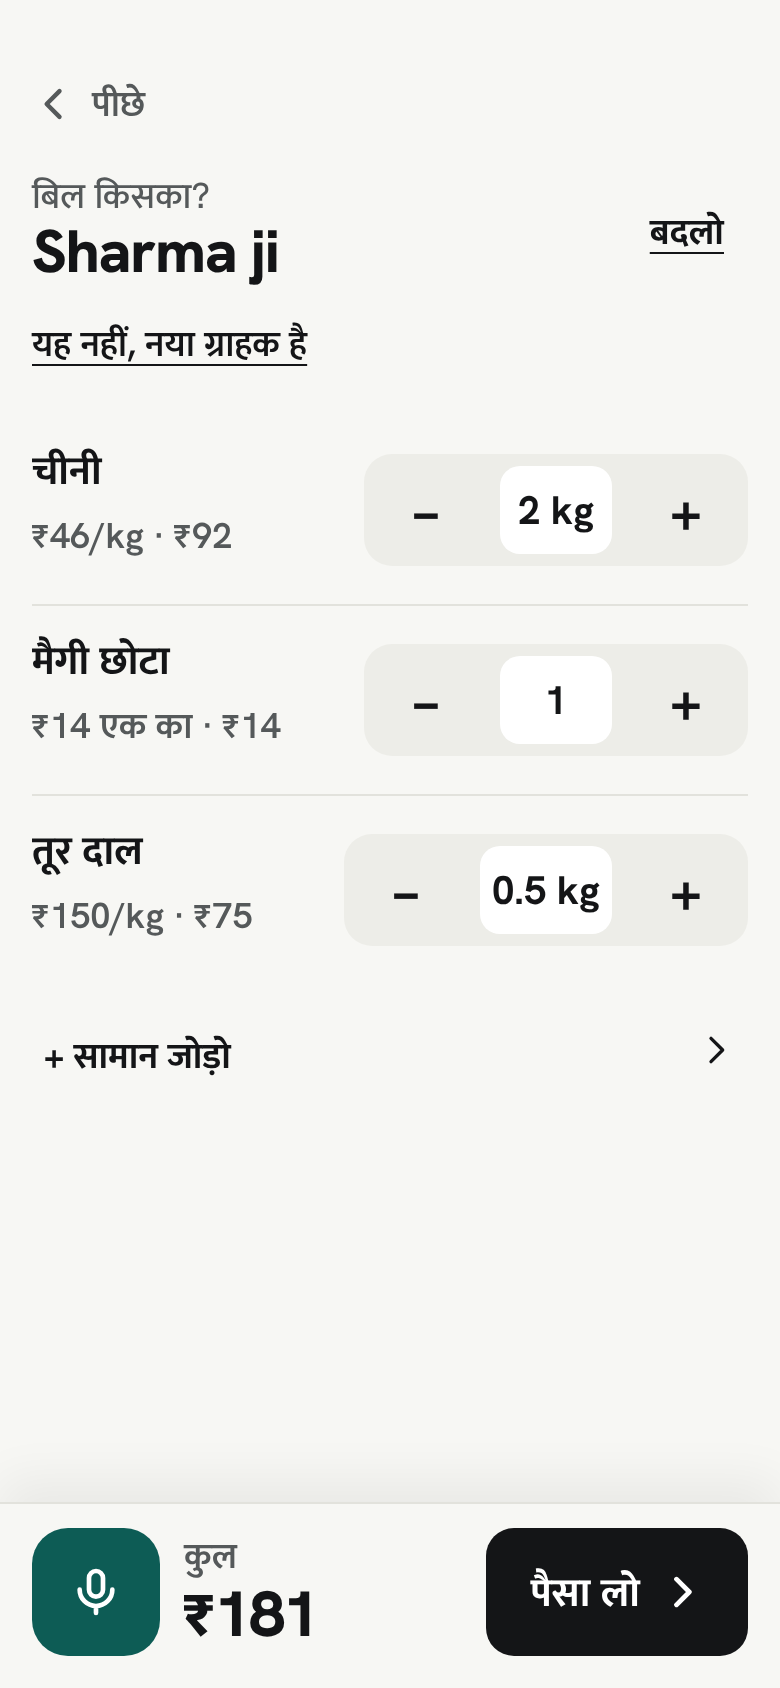 पीछे
बिल किसका?
Sharma ji
बदलो
यह नहीं, नया ग्राहक है
चीनी
₹46/kg · ₹92
– 2 kg +
मैगी छोटा
₹14 एक का · ₹14
– 1 +
तूर दाल
₹150/kg · ₹75
– 0.5 kg +
+ सामान जोड़ो
कुल
₹181
पैसा लो